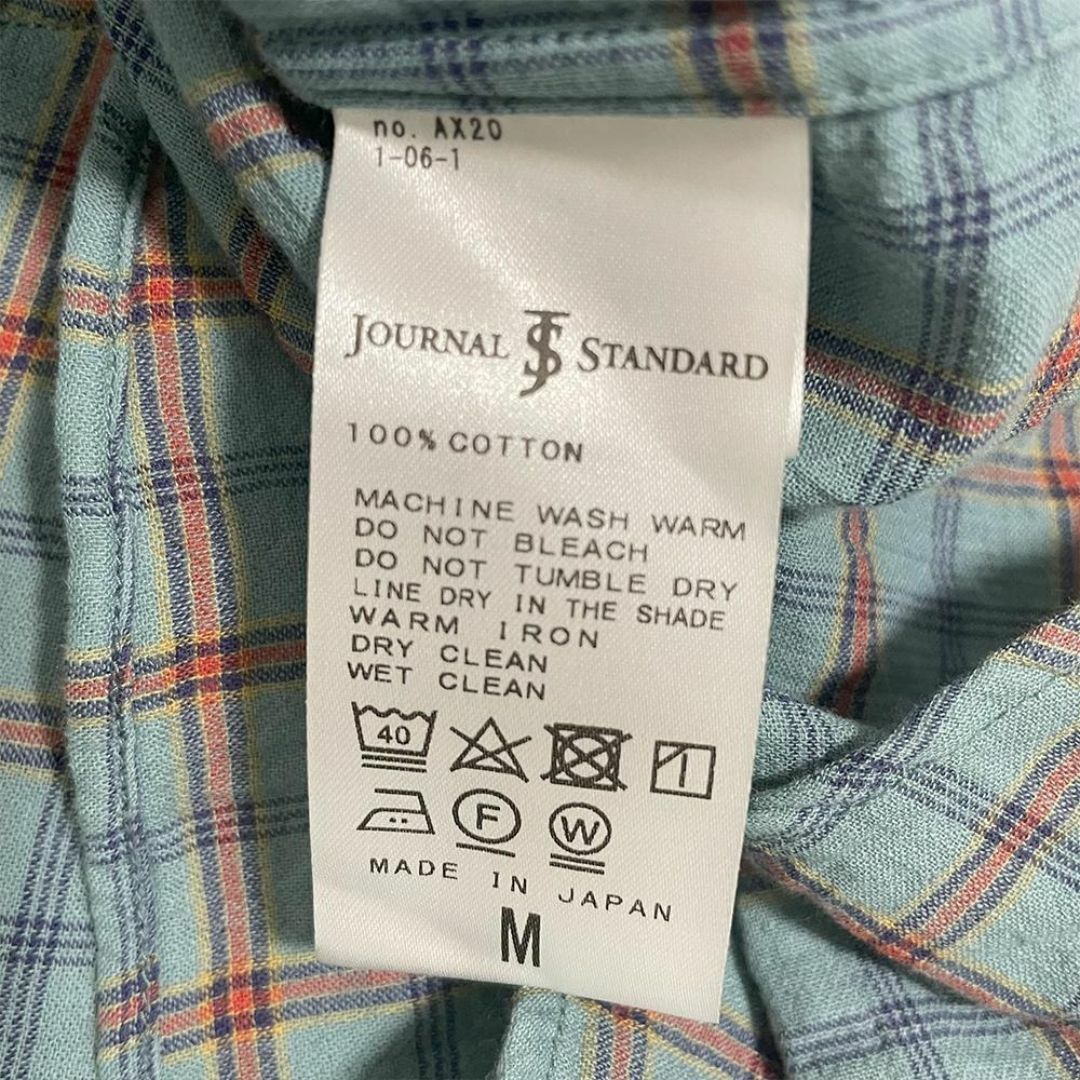 no. AX20
1-06-1
JOURNAL JS STANDARD
100% COTTON
MACHINE WASH WARM
DO NOT BLEACH
DO NOT TUMBLE DRY
LINE DRY IN THE SHADE
WARM IRON
DRY CLEAN
WET CLEAN
40
F W
MADE IN JAPAN
M